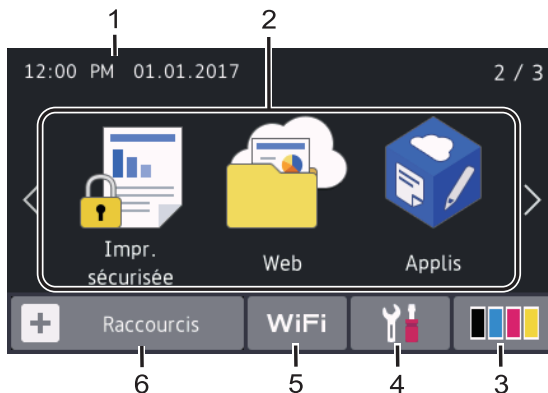 1
2
12:00 PM 01.01.2017
2 / 3
Impr.
sécurisée
Web
Applis
Raccourcis
WiFi
6
5
4
3